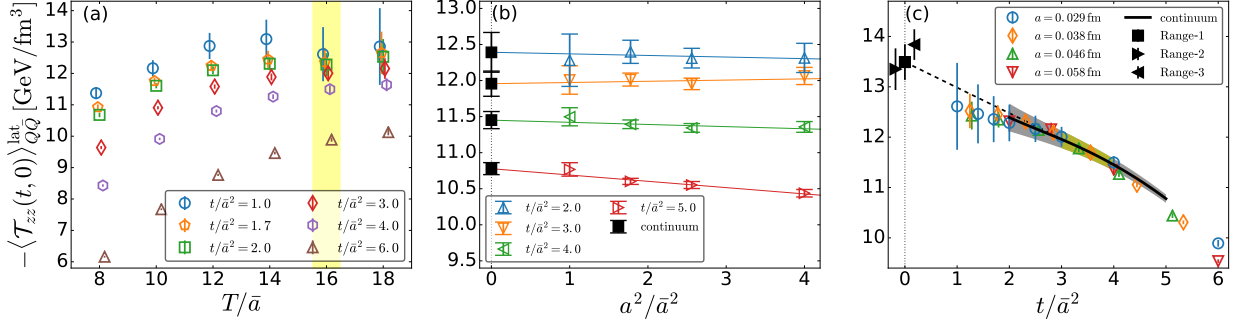 −⟨𝒯_zz(t, 0)⟩^lat_QQ̄ [GeV/fm³]
(a)
13
12
11
10
9
8
7
6
8 10 12 14 16 18
T/ā
t/ā² = 1.0
t/ā² = 1.7
t/ā² = 2.0
t/ā² = 3.0
t/ā² = 4.0
t/ā² = 6.0
(b)
13.0
12.5
12.0
11.5
11.0
10.5
10.0
9.5
0 1 2 3 4
a²/ā²
t/ā² = 2.0
t/ā² = 3.0
t/ā² = 4.0
t/ā² = 5.0
continuum
(c)
14
13
12
11
10
0 1 2 3 4 5 6
t/ā²
a = 0.029 fm
a = 0.038 fm
a = 0.046 fm
a = 0.058 fm
continuum
Range-1
Range-2
Range-3